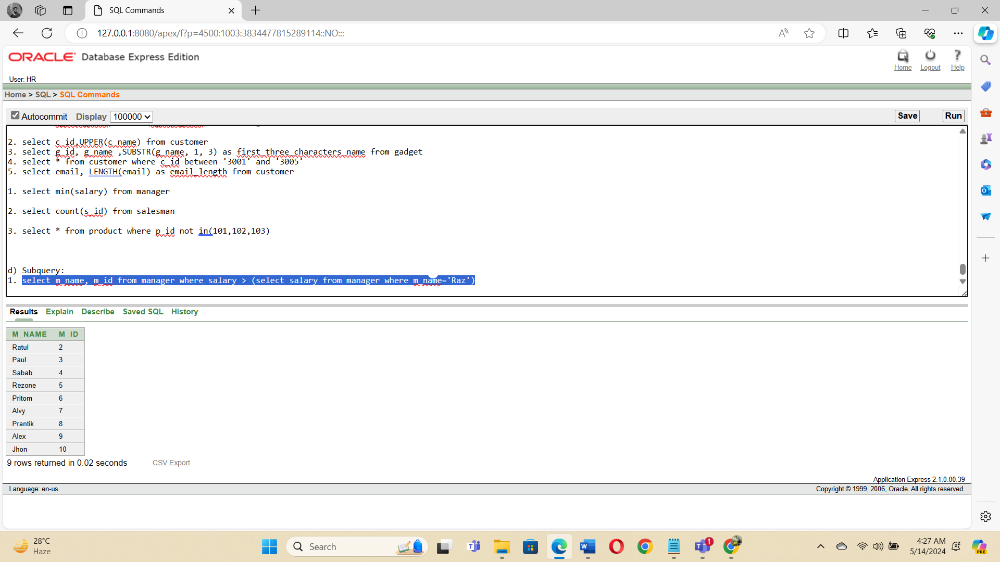 SQL Commands
127.0.0.1:8080/apex/f?p=4500:1003:3834477815289114::NO:::
ORACLE Database Express Edition
Home Logout Help
User: HR
Home > SQL > SQL Commands
Autocommit Display 100000 Save Run
2. select c_id,UPPER(c_name) from customer
3. select g_id, g_name ,SUBSTR(g_name, 1, 3) as first_three_characters_name from gadget
4. select * from customer where c_id between '3001' and '3005'
5. select email, LENGTH(email) as email_length from customer
1. select min(salary) from manager
2. select count(s_id) from salesman
3. select * from product where p_id not in(101,102,103)
d) Subquery:
1. select m_name, m_id from manager where salary > (select salary from manager where m_name='Raz')
Results Explain Describe Saved SQL History
M_NAME M_ID
Ratul 2
Paul 3
Sabab 4
Rezone 5
Pritom 6
Alvy 7
Prantik 8
Alex 9
Jhon 10
9 rows returned in 0.02 seconds CSV Export
Application Express 2.1.0.00.39
Language: en-us Copyright © 1999, 2006, Oracle. All rights reserved.
28°C
Haze
Search
1
4:27 AM
5/14/2024
PRE